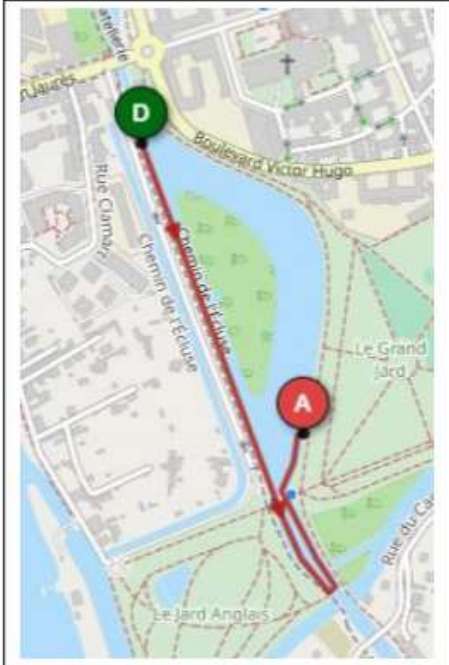 D
Boulevard Victor Hugo
Rue Clamart
Chemin de l'Écluse
Chemin de l'Écluse
Le Grand
Jard
A
Rue du Ca
Le Jard Anglais